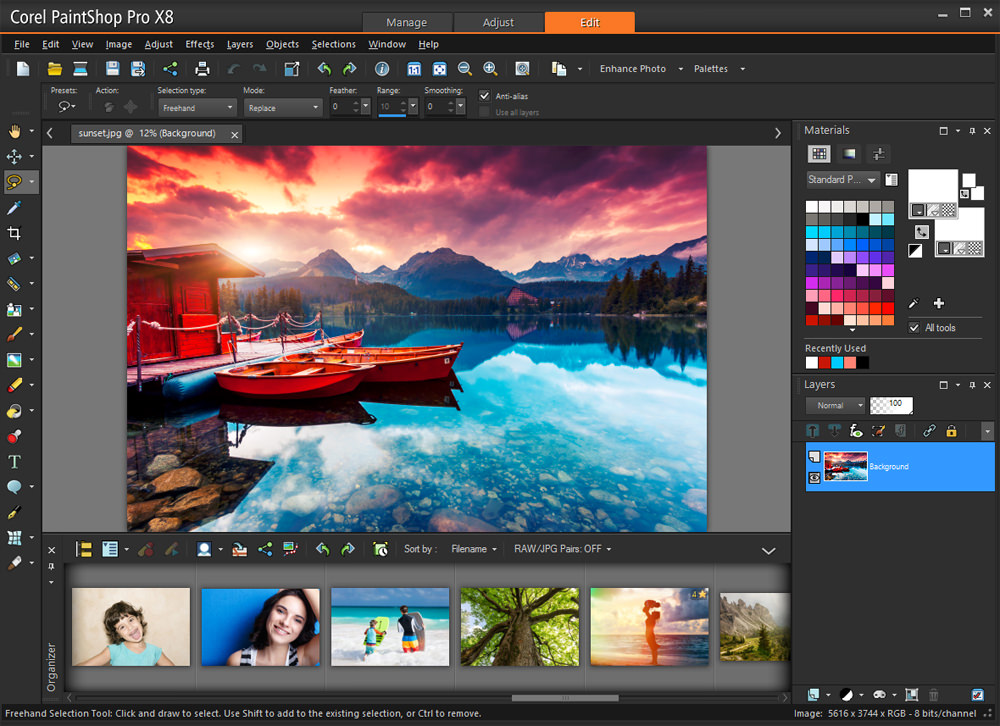 Corel PaintShop Pro X8
Manage Adjust Edit
File Edit View Image Adjust Effects Layers Objects Selections Window Help
1:1 Enhance Photo Palettes
Presets: Action: Selection type: Mode: Feather: Range: Smoothing: Anti-alias
Freehand Replace 0 10 0 Use all layers
sunset.jpg @ 12% (Background)
Materials
Standard P...
All tools
Recently Used
Layers
Normal 100
Background
Sort by : Filename RAW/JPG Pairs: OFF
4
Organizer
Freehand Selection Tool: Click and draw to select. Use Shift to add to the existing selection, or Ctrl to remove.
Image: 5616 x 3744 x RGB - 8 bits/channel